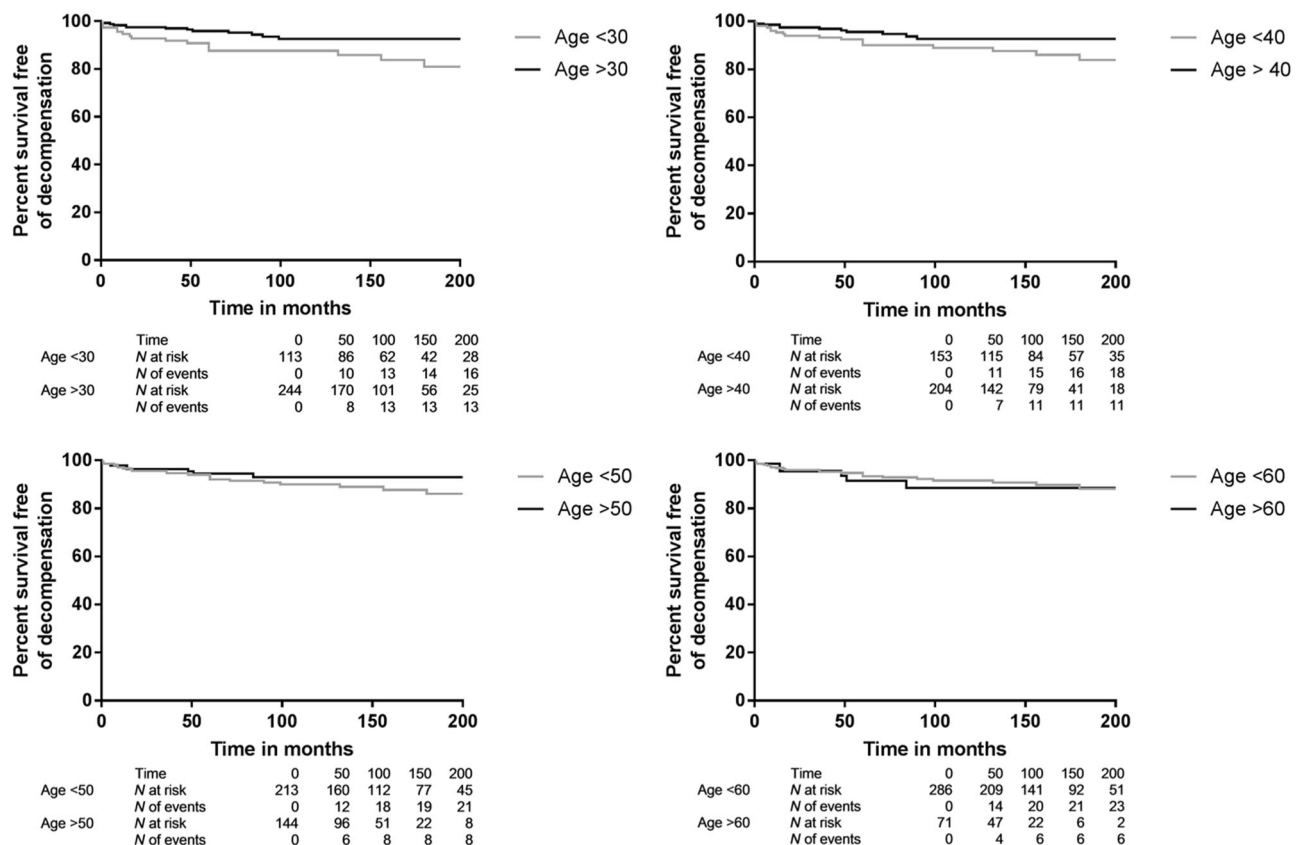 Percent survival free
of decompensation
100
80
60
40
20
0
0 50 100 150 200
Time in months
Age <30
Age >30
Time 0 50 100 150 200
Age <30 N at risk 113 86 62 42 28
N of events 0 10 13 14 16
Age >30 N at risk 244 170 101 56 25
N of events 0 8 13 13 13
Percent survival free
of decompensation
100
80
60
40
20
0
0 50 100 150 200
Time in months
Age <40
Age > 40
Time 0 50 100 150 200
Age <40 N at risk 153 115 84 57 35
N of events 0 11 15 16 18
Age >40 N at risk 204 142 79 41 18
N of events 0 7 11 11 11
Percent survival free
of decompensation
100
80
60
40
20
0
0 50 100 150 200
Time in months
Age <50
Age >50
Time 0 50 100 150 200
Age <50 N at risk 213 160 112 77 45
N of events 0 12 18 19 21
Age >50 N at risk 144 96 51 22 8
N of events 0 6 8 8 8
Percent survival free
of decompensation
100
80
60
40
20
0
0 50 100 150 200
Time in months
Age <60
Age >60
Time 0 50 100 150 200
Age <60 N at risk 286 209 141 92 51
N of events 0 14 20 21 23
Age >60 N at risk 71 47 22 6 2
N of events 0 4 6 6 6